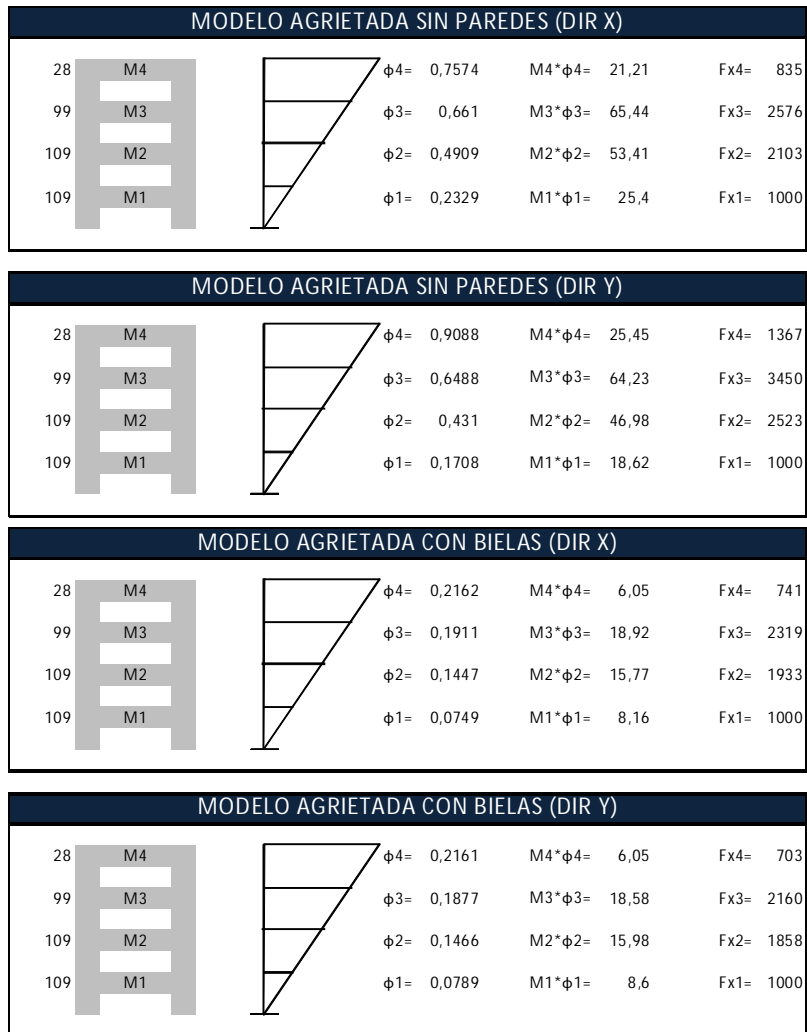 MODELO AGRIETADA SIN PAREDES (DIR X)
28 M4 ϕ4= 0,7574 M4*ϕ4= 21,21 Fx4= 835
99 M3 ϕ3= 0,661 M3*ϕ3= 65,44 Fx3= 2576
109 M2 ϕ2= 0,4909 M2*ϕ2= 53,41 Fx2= 2103
109 M1 ϕ1= 0,2329 M1*ϕ1= 25,4 Fx1= 1000
MODELO AGRIETADA SIN PAREDES (DIR Y)
28 M4 ϕ4= 0,9088 M4*ϕ4= 25,45 Fx4= 1367
99 M3 ϕ3= 0,6488 M3*ϕ3= 64,23 Fx3= 3450
109 M2 ϕ2= 0,431 M2*ϕ2= 46,98 Fx2= 2523
109 M1 ϕ1= 0,1708 M1*ϕ1= 18,62 Fx1= 1000
MODELO AGRIETADA CON BIELAS (DIR X)
28 M4 ϕ4= 0,2162 M4*ϕ4= 6,05 Fx4= 741
99 M3 ϕ3= 0,1911 M3*ϕ3= 18,92 Fx3= 2319
109 M2 ϕ2= 0,1447 M2*ϕ2= 15,77 Fx2= 1933
109 M1 ϕ1= 0,0749 M1*ϕ1= 8,16 Fx1= 1000
MODELO AGRIETADA CON BIELAS (DIR Y)
28 M4 ϕ4= 0,2161 M4*ϕ4= 6,05 Fx4= 703
99 M3 ϕ3= 0,1877 M3*ϕ3= 18,58 Fx3= 2160
109 M2 ϕ2= 0,1466 M2*ϕ2= 15,98 Fx2= 1858
109 M1 ϕ1= 0,0789 M1*ϕ1= 8,6 Fx1= 1000